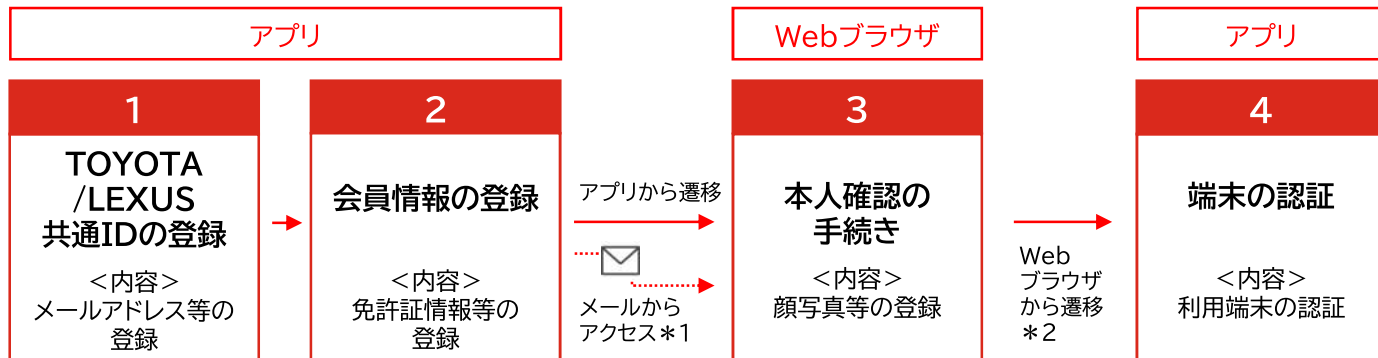 アプリ
Webブラウザ
アプリ
1
TOYOTA
/LEXUS
共通IDの登録
<内容>
メールアドレス等の
登録
2
会員情報の登録
<内容>
免許証情報等の
登録
アプリから遷移
メールから
アクセス*1
3
本人確認の
手続き
<内容>
顔写真等の登録
Web
ブラウザ
から遷移
*2
4
端末の認証
<内容>
利用端末の認証